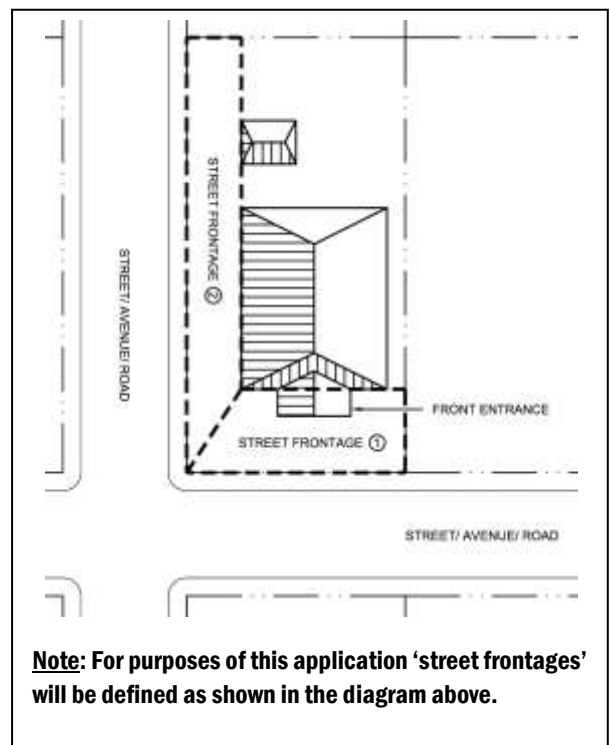 STREET FRONTAGE ②
STREET/ AVENUE/ ROAD
FRONT ENTRANCE
STREET FRONTAGE ①
STREET/ AVENUE/ ROAD
Note: For purposes of this application ‘street frontages’
will be defined as shown in the diagram above.